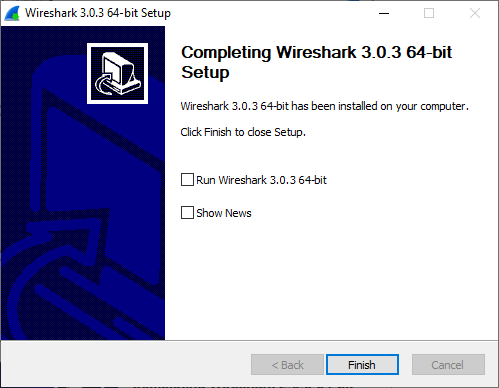 Wireshark 3.0.3 64-bit Setup
Completing Wireshark 3.0.3 64-bit
Setup
Wireshark 3.0.3 64-bit has been installed on your computer.
Click Finish to close Setup.
Run Wireshark 3.0.3 64-bit
Show News
< Back
Finish
Cancel